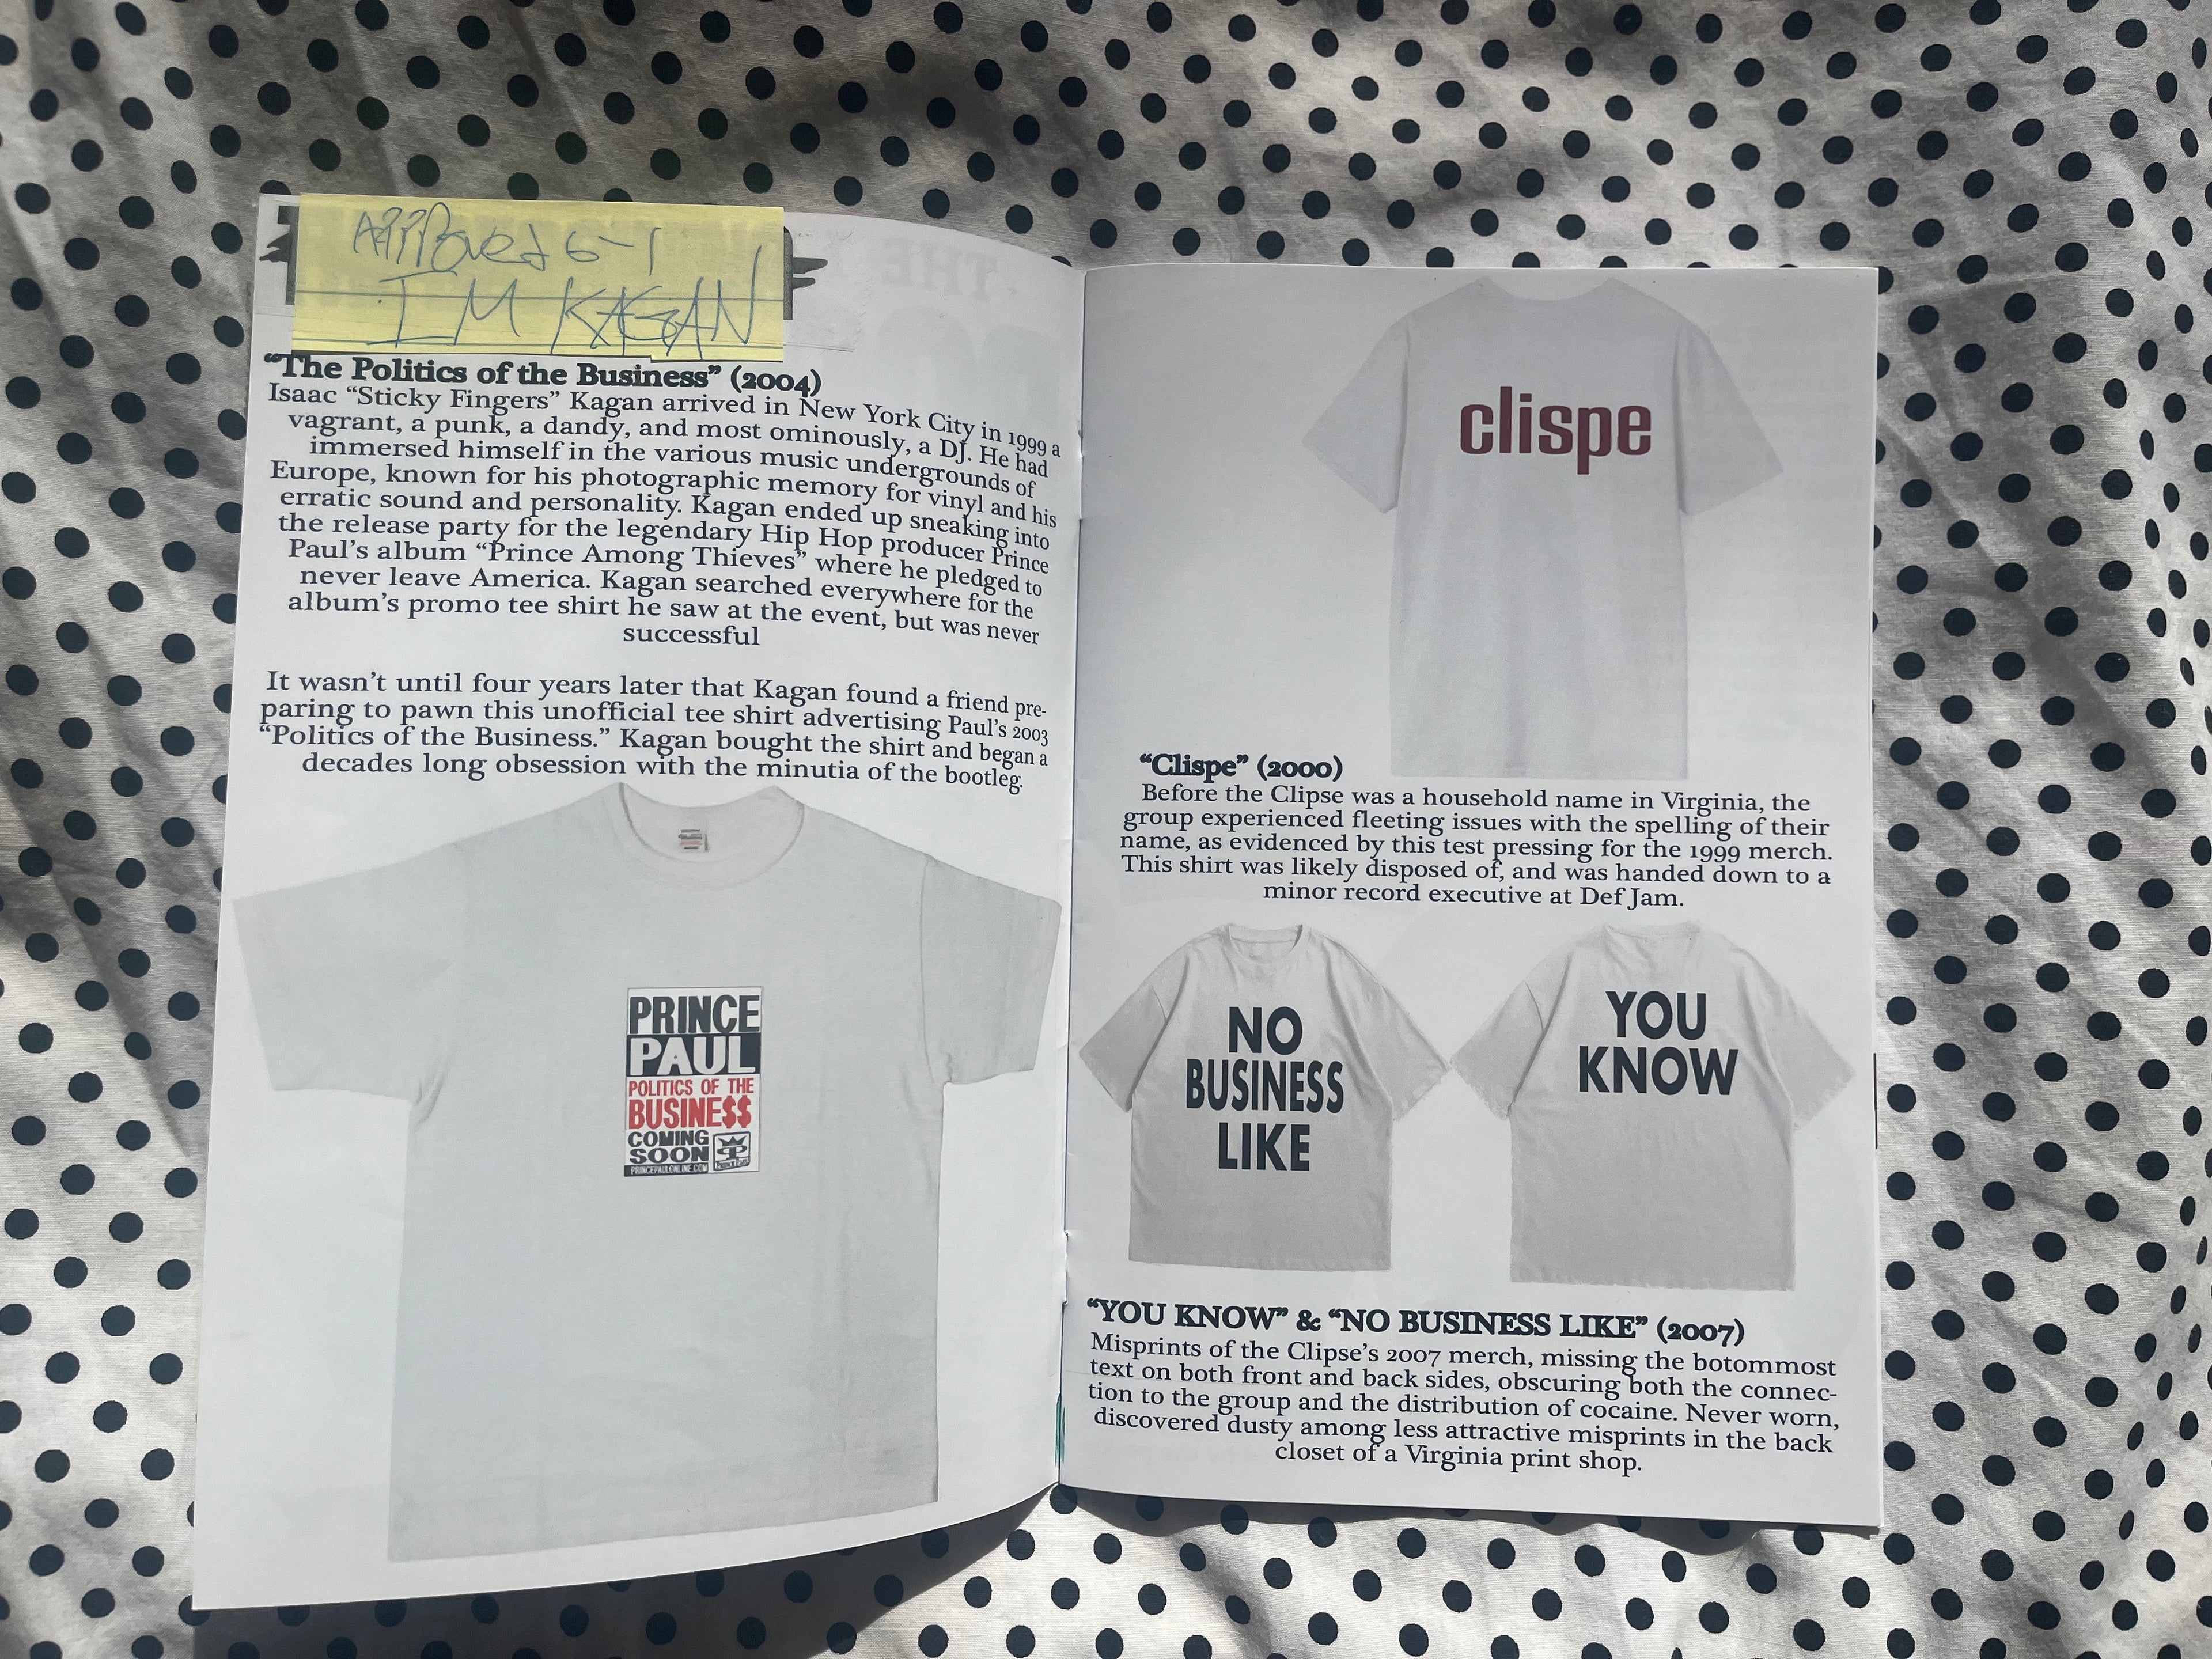 APPROVED 6-1
IM KAGAN
“The Politics of the Business” (2004)
Isaac “Sticky Fingers” Kagan arrived in New York City in 1999 a
vagrant, a punk, a dandy, and most ominously, a DJ. He had
immersed himself in the various music undergrounds of
Europe, known for his photographic memory for vinyl and his
erratic sound and personality. Kagan ended up sneaking into
the release party for the legendary Hip Hop producer Prince
Paul’s album “Prince Among Thieves” where he pledged to
never leave America. Kagan searched everywhere for the
album’s promo tee shirt he saw at the event, but was never
successful
It wasn’t until four years later that Kagan found a friend pre-
paring to pawn this unofficial tee shirt advertising Paul’s 2003
“Politics of the Business.” Kagan bought the shirt and began a
decades long obsession with the minutia of the bootleg.
PRINCE
PAUL
POLITICS OF THE
BUSINE$$
COMING
SOON
PRINCEPAULONLINE.COM
clispe
“Clispe” (2000)
Before the Clipse was a household name in Virginia, the
group experienced fleeting issues with the spelling of their
name, as evidenced by this test pressing for the 1999 merch.
This shirt was likely disposed of, and was handed down to a
minor record executive at Def Jam.
NO
BUSINESS
LIKE
YOU
KNOW
“YOU KNOW” & “NO BUSINESS LIKE” (2007)
Misprints of the Clipse’s 2007 merch, missing the botommost
text on both front and back sides, obscuring both the connec-
tion to the group and the distribution of cocaine. Never worn,
discovered dusty among less attractive misprints in the back
closet of a Virginia print shop.